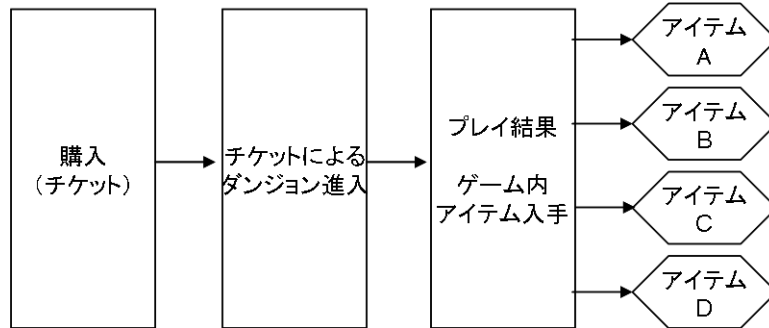 購入
(チケット)
チケットによる
ダンジョン進入
プレイ結果
ゲーム内
アイテム入手
アイテム
A
アイテム
B
アイテム
C
アイテム
D